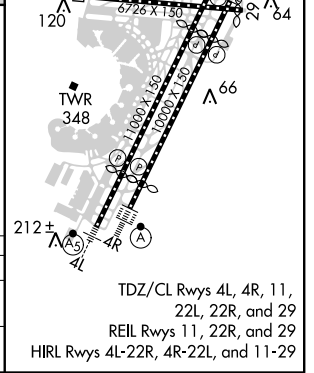 6726 X 150
29
64
120
TWR
348
11000 X 150
10000 X 150
66
P
P
P
P
212 ±
A5
4L
4R
A
TDZ/CL Rwys 4L, 4R, 11,
22L, 22R, and 29
REIL Rwys 11, 22R, and 29
HIRL Rwys 4L-22R, 4R-22L, and 11-29